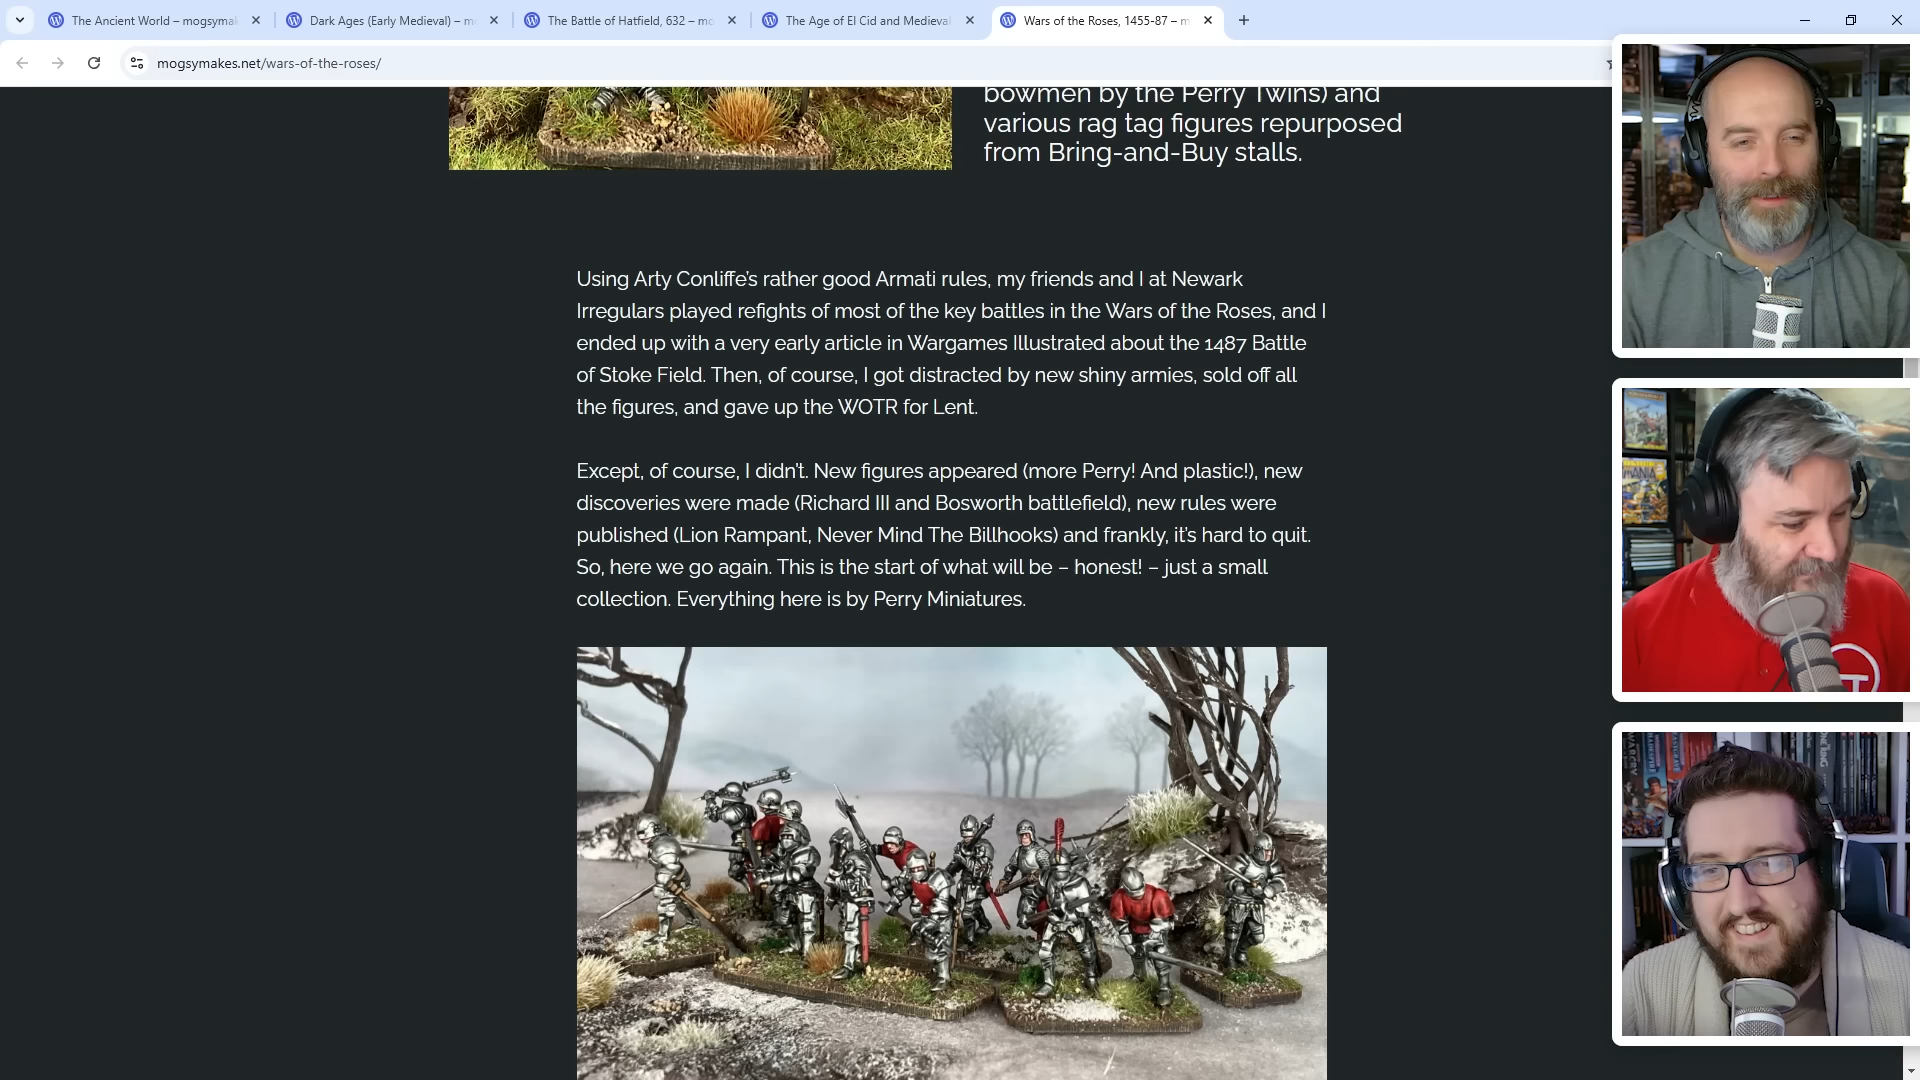 The Ancient World – mogsymak
Dark Ages (Early Medieval) – m
The Battle of Hatfield, 632 – mo
The Age of El Cid and Medieval
Wars of the Roses, 1455-87 – m
mogsymakes.net/wars-of-the-roses/
bowmen by the Perry Twins) and
various rag tag figures repurposed
from Bring-and-Buy stalls.
Using Arty Conliffe’s rather good Armati rules, my friends and I at Newark
Irregulars played refights of most of the key battles in the Wars of the Roses, and I
ended up with a very early article in Wargames Illustrated about the 1487 Battle
of Stoke Field. Then, of course, I got distracted by new shiny armies, sold off all
the figures, and gave up the WOTR for Lent.
Except, of course, I didn’t. New figures appeared (more Perry! And plastic!), new
discoveries were made (Richard III and Bosworth battlefield), new rules were
published (Lion Rampant, Never Mind The Billhooks) and frankly, it’s hard to quit.
So, here we go again. This is the start of what will be – honest! – just a small
collection. Everything here is by Perry Miniatures.